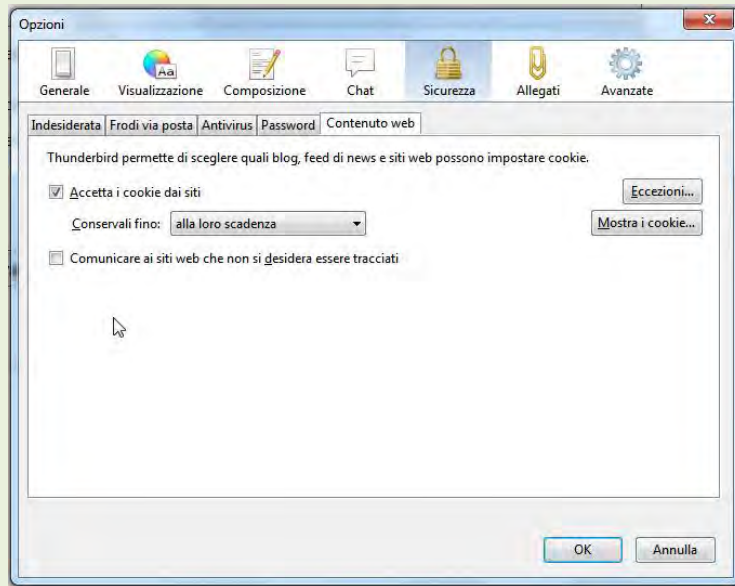 Opzioni
Aa
Generale Visualizzazione Composizione Chat Sicurezza Allegati Avanzate
Indesiderata Frodi via posta Antivirus Password Contenuto web
Thunderbird permette di sceglere quali blog, feed di news e siti web possono impostare cookie.
Accetta i cookie dai siti Eccezioni...
Conservali fino: alla loro scadenza Mostra i cookie...
Comunicare ai siti web che non si desidera essere tracciati
OK Annulla